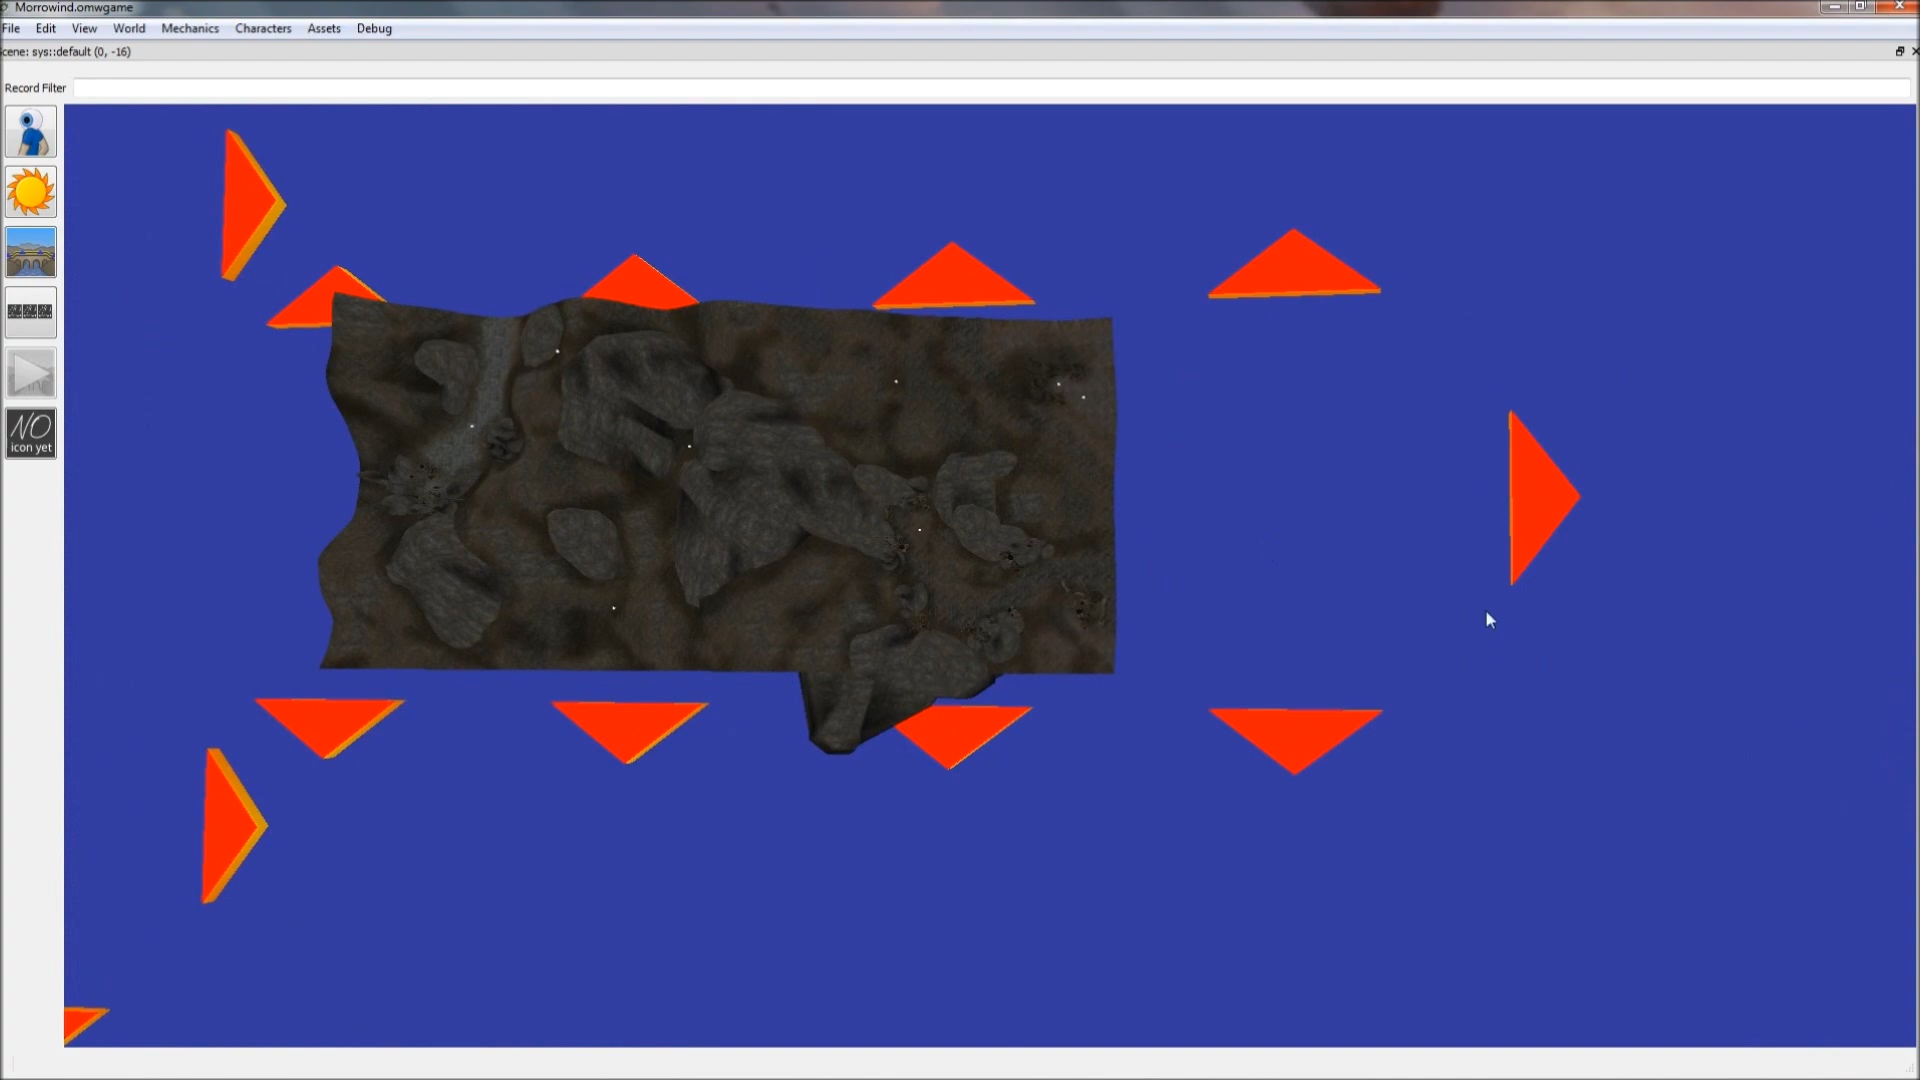 Morrowind.omwgame
File Edit View World Mechanics Characters Assets Debug
cene: sys::default (0, -16)
Record Filter
NO
icon yet